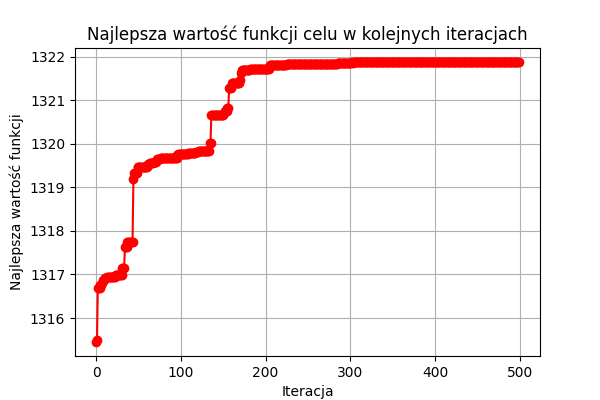 Najlepsza wartość funkcji celu w kolejnych iteracjach
1322
1321
1320
1319
1318
1317
1316
Najlepsza wartość funkcji
0 100 200 300 400 500
Iteracja